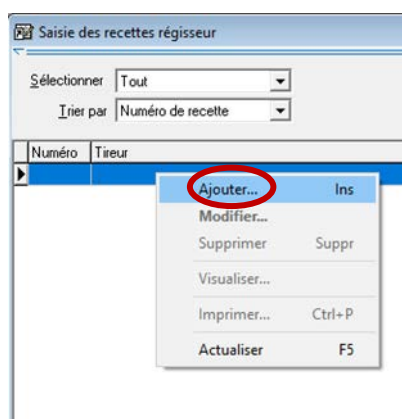 Saisie des recettes régisseur
Sélectionner Tout
Trier par Numéro de recette
Numéro Tireur
Ajouter... Ins
Modifier...
Supprimer Suppr
Visualiser...
Imprimer... Ctrl+P
Actualiser F5